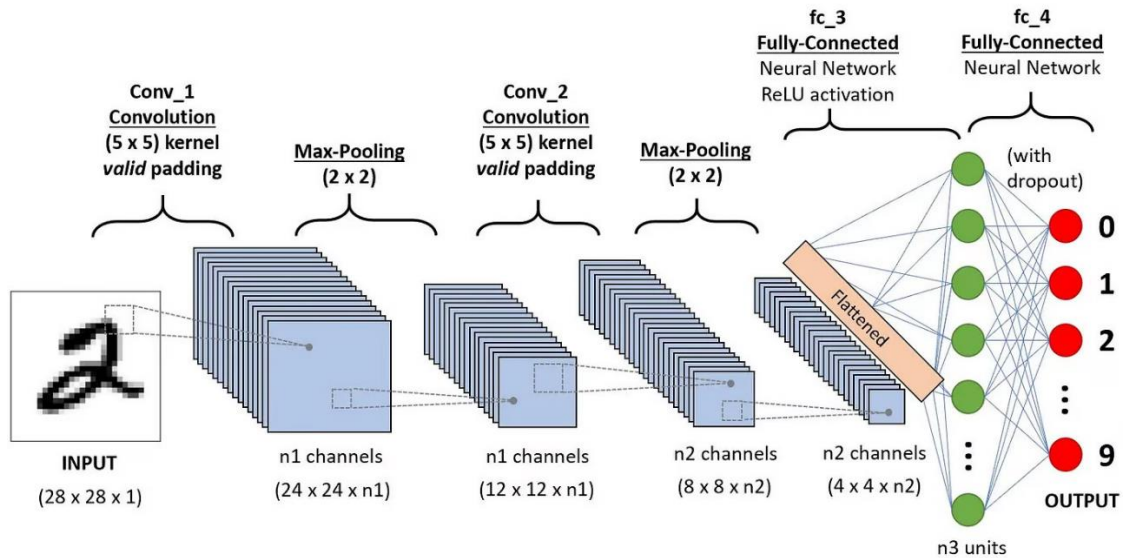 Conv_1
Convolution
(5 x 5) kernel
valid padding
Max-Pooling
(2 x 2)
Conv_2
Convolution
(5 x 5) kernel
valid padding
Max-Pooling
(2 x 2)
fc_3
Fully-Connected
Neural Network
ReLU activation
fc_4
Fully-Connected
Neural Network
(with
dropout)
Flattened
0
1
2
...
9
OUTPUT
2
INPUT
(28 x 28 x 1)
n1 channels
(24 x 24 x n1)
n1 channels
(12 x 12 x n1)
n2 channels
(8 x 8 x n2)
n2 channels
(4 x 4 x n2)
...
n3 units